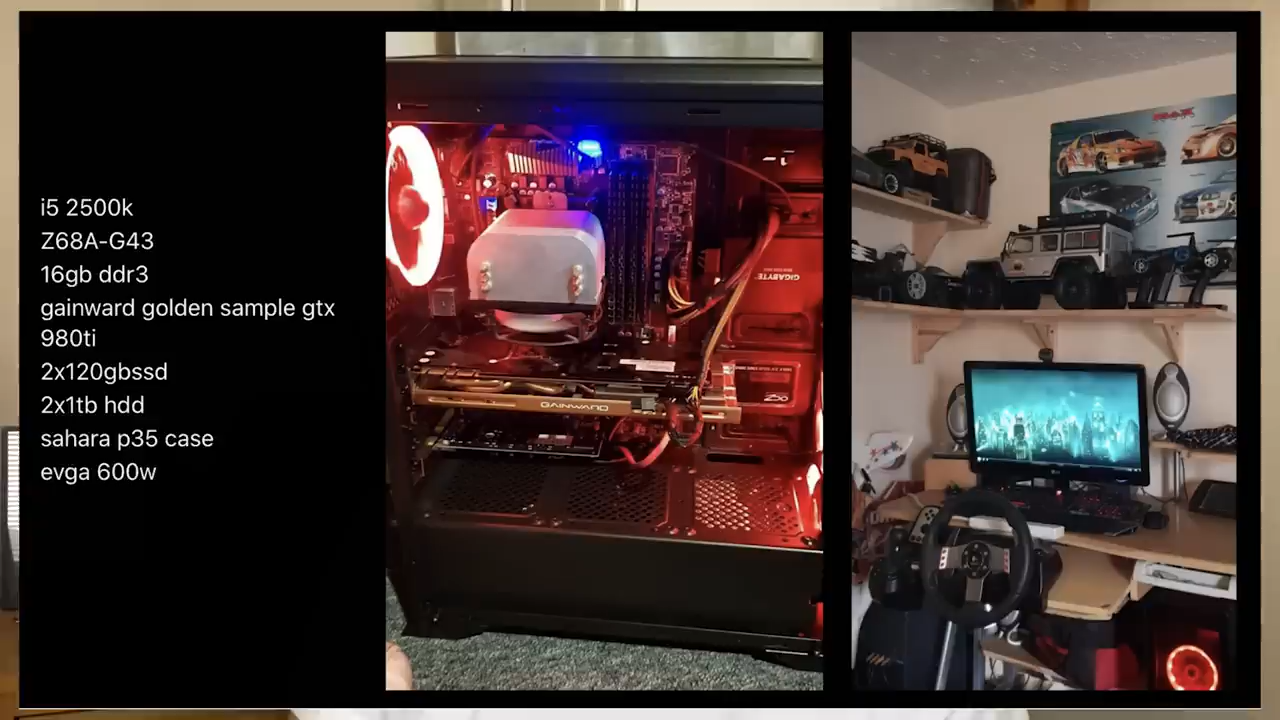 i5 2500k
Z68A-G43
16gb ddr3
gainward golden sample gtx
980ti
2x120gbssd
2x1tb hdd
sahara p35 case
evga 600w
GIGABYTE
GAINWARD